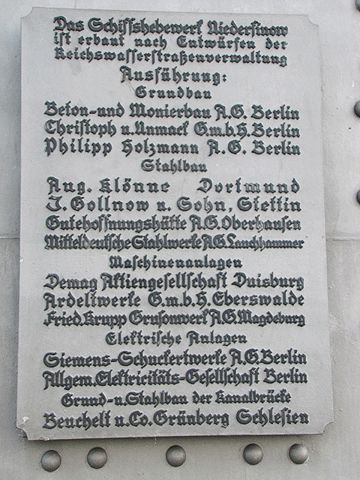 Das Schiffshebewerk Niederfinow
ist erbaut nach Entwürfen der
Reichswasserstraßenverwaltung
Ausführung:
Grundbau
Beton-und Monierbau A.G. Berlin
Christoph u. Unmack G.m.b.H. Berlin
Philipp Holzmann A.G. Berlin
Stahlbau
Aug. Klönne Dortmund
J. Gollnow u. Sohn, Stettin
Gutehoffnungshütte A.G. Oberhausen
Mitteldeutsche Stahlwerke A.G. Lauchhammer
Maschinenanlagen
Demag Aktiengesellschaft Duisburg
Ardeltwerke G.m.b.H. Eberswalde
Fried. Krupp Grusonwerk A.G. Magdeburg
Elektrische Anlagen
Siemens-Schuckertwerke A.G. Berlin
Allgem. Elektricitäts-Gesellschaft Berlin
Grund-u. Stahlbau der Kanalbrücke
Beuchelt u. Co. Grünberg Schlesien